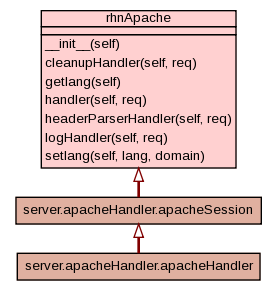 rhnApache
__init__(self)
cleanupHandler(self, req)
getlang(self)
handler(self, req)
headerParserHandler(self, req)
logHandler(self, req)
setlang(self, lang, domain)
server.apacheHandler.apacheSession
server.apacheHandler.apacheHandler